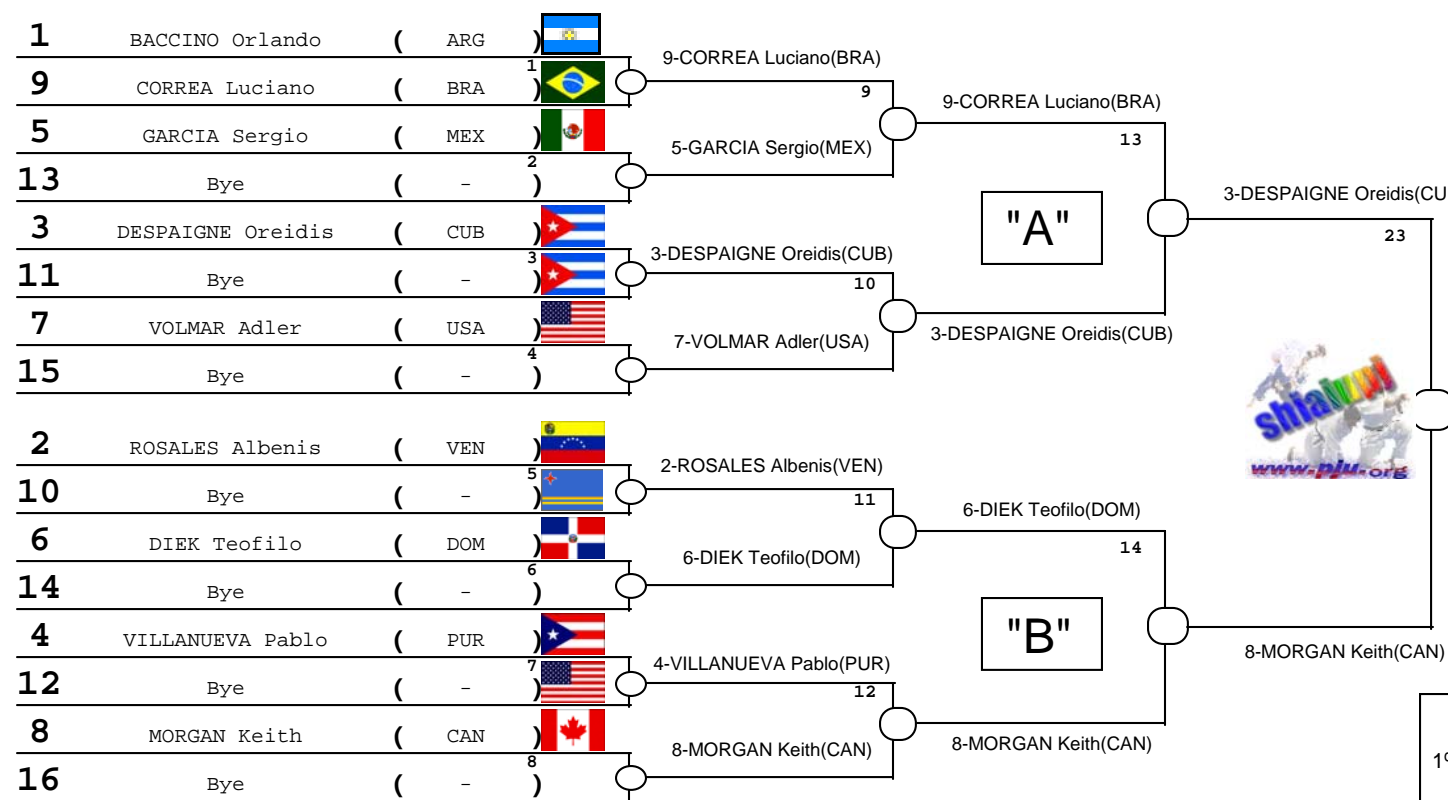 1 BACCINO Orlando ( ARG )
1
9 CORREA Luciano ( BRA )
5 GARCIA Sergio ( MEX )
2
13 Bye ( - )
3 DESPAIGNE Oreidis ( CUB )
3
11 Bye ( - )
7 VOLMAR Adler ( USA )
4
15 Bye ( - )
2 ROSALES Albenis ( VEN )
5
10 Bye ( - )
6 DIEK Teofilo ( DOM )
6
14 Bye ( - )
4 VILLANUEVA Pablo ( PUR )
7
12 Bye ( - )
8 MORGAN Keith ( CAN )
8
16 Bye ( - )
9-CORREA Luciano(BRA)
9
5-GARCIA Sergio(MEX)
3-DESPAIGNE Oreidis(CUB)
10
7-VOLMAR Adler(USA)
2-ROSALES Albenis(VEN)
11
6-DIEK Teofilo(DOM)
4-VILLANUEVA Pablo(PUR)
12
8-MORGAN Keith(CAN)
9-CORREA Luciano(BRA)
13
"A"
3-DESPAIGNE Oreidis(CUB)
6-DIEK Teofilo(DOM)
14
"B"
8-MORGAN Keith(CAN)
3-DESPAIGNE Oreidis(CU
23
shiaiwpj
www.pju.org
8-MORGAN Keith(CAN)
1º